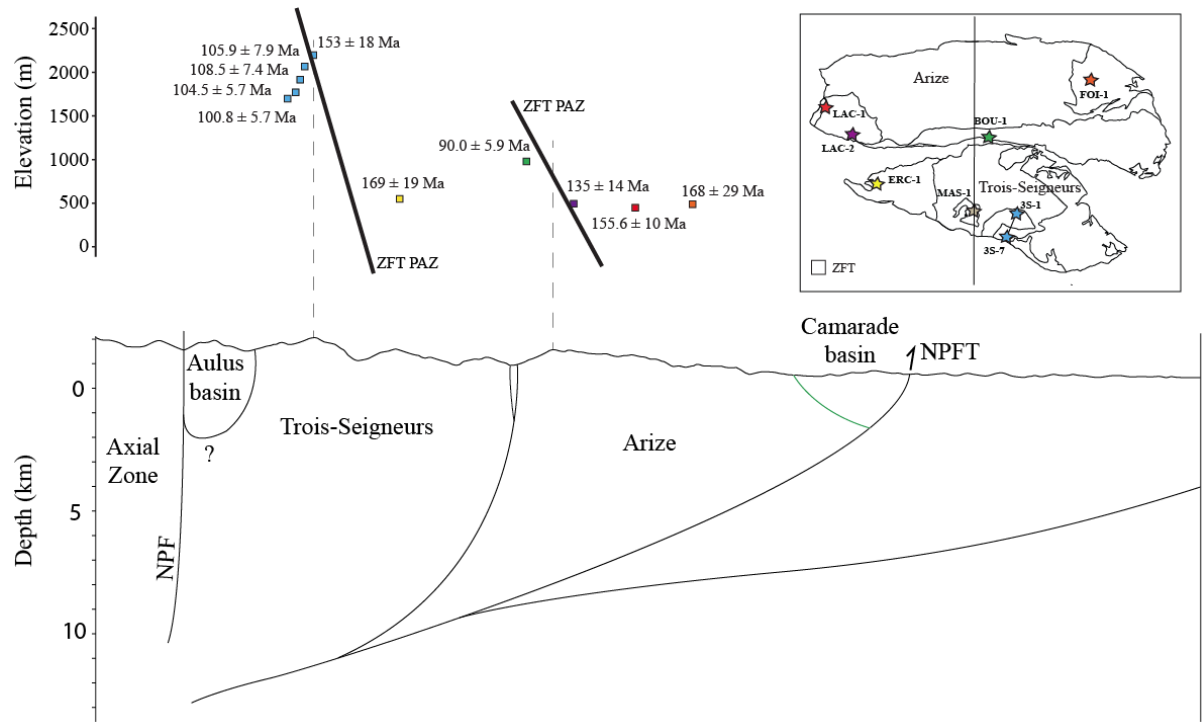 2500
2000
1500
1000
500
0
Elevation (m)
105.9 ± 7.9 Ma
153 ± 18 Ma
108.5 ± 7.4 Ma
104.5 ± 5.7 Ma
100.8 ± 5.7 Ma
169 ± 19 Ma
ZFT PAZ
ZFT PAZ
90.0 ± 5.9 Ma
135 ± 14 Ma
168 ± 29 Ma
155.6 ± 10 Ma
Arize
FOI-1
LAC-1
BOU-1
LAC-2
ERC-1
MAS-1
Trois-Seigneurs
3S-1
3S-7
ZFT
Camarade
basin
NPFT
Aulus
basin
?
Trois-Seigneurs
Arize
Axial
Zone
NPF
0
5
10
Depth (km)